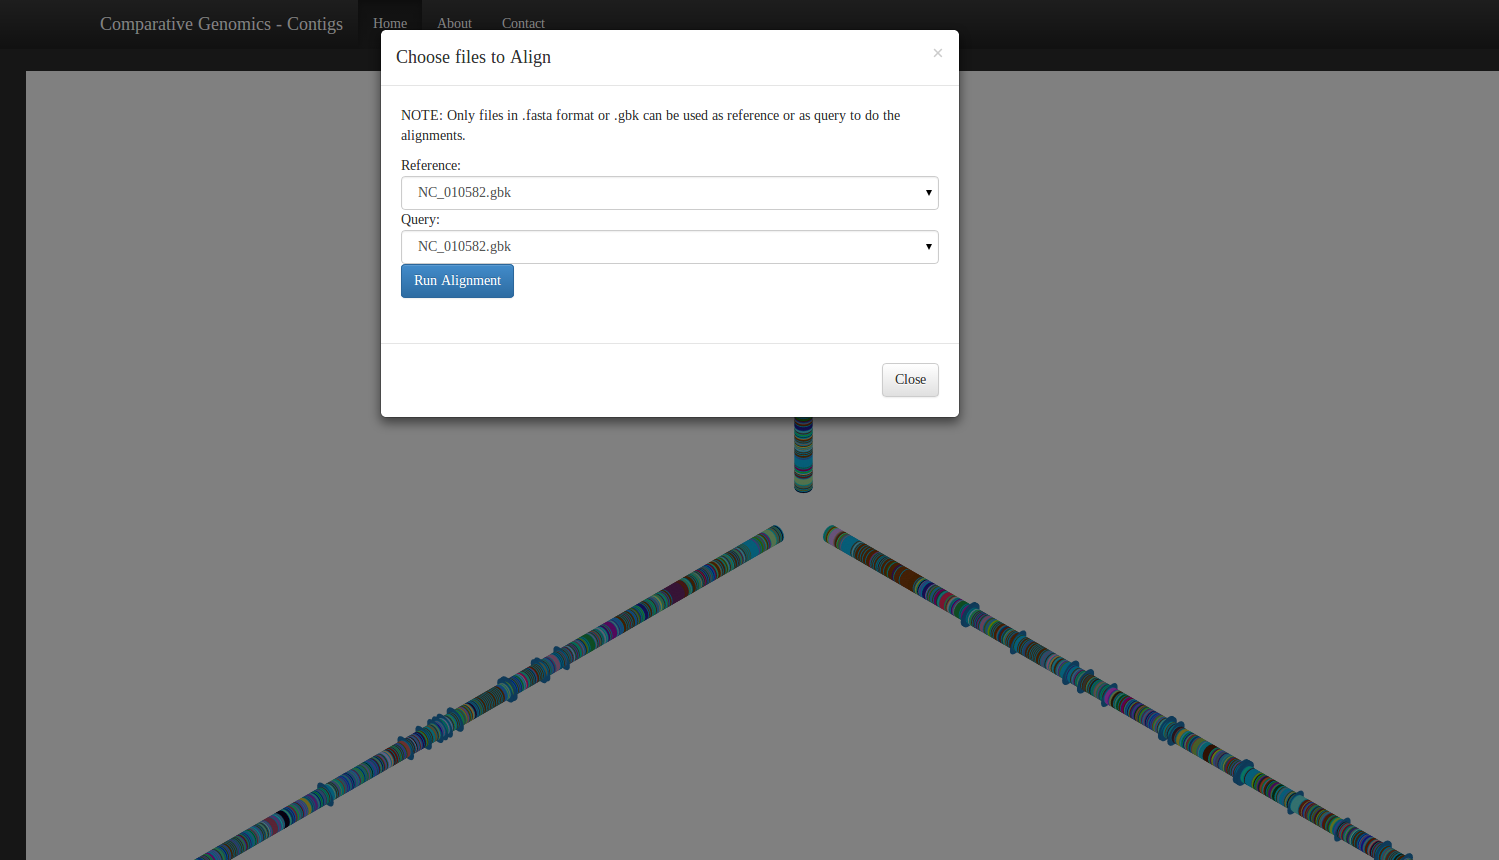 Comparative Genomics - Contigs
Home
About
Contact
Choose files to Align
×
NOTE: Only files in .fasta format or .gbk can be used as reference or as query to do the
alignments.
Reference:
NC_010582.gbk
Query:
NC_010582.gbk
Run Alignment
Close